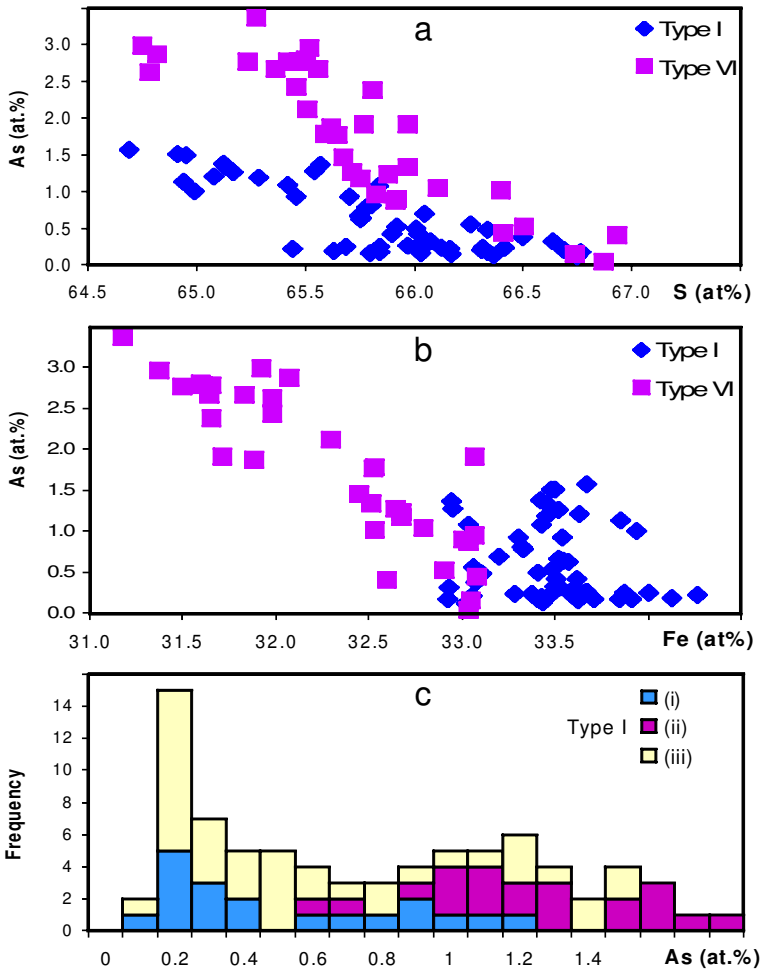 a
Type I
Type VI
3.0
2.5
2.0
1.5
1.0
0.5
0.0
As (at.%)
64.5 65.0 65.5 66.0 66.5 67.0 S (at%)
b
Type I
Type VI
3.0
2.5
2.0
1.5
1.0
0.5
0.0
As (at.%)
31.0 31.5 32.0 32.5 33.0 33.5 Fe (at%)
c
Type I
(i)
(ii)
(iii)
14
12
10
8
6
4
2
0
Frequency
0 0.2 0.4 0.6 0.8 1 1.2 1.4 As (at.%)